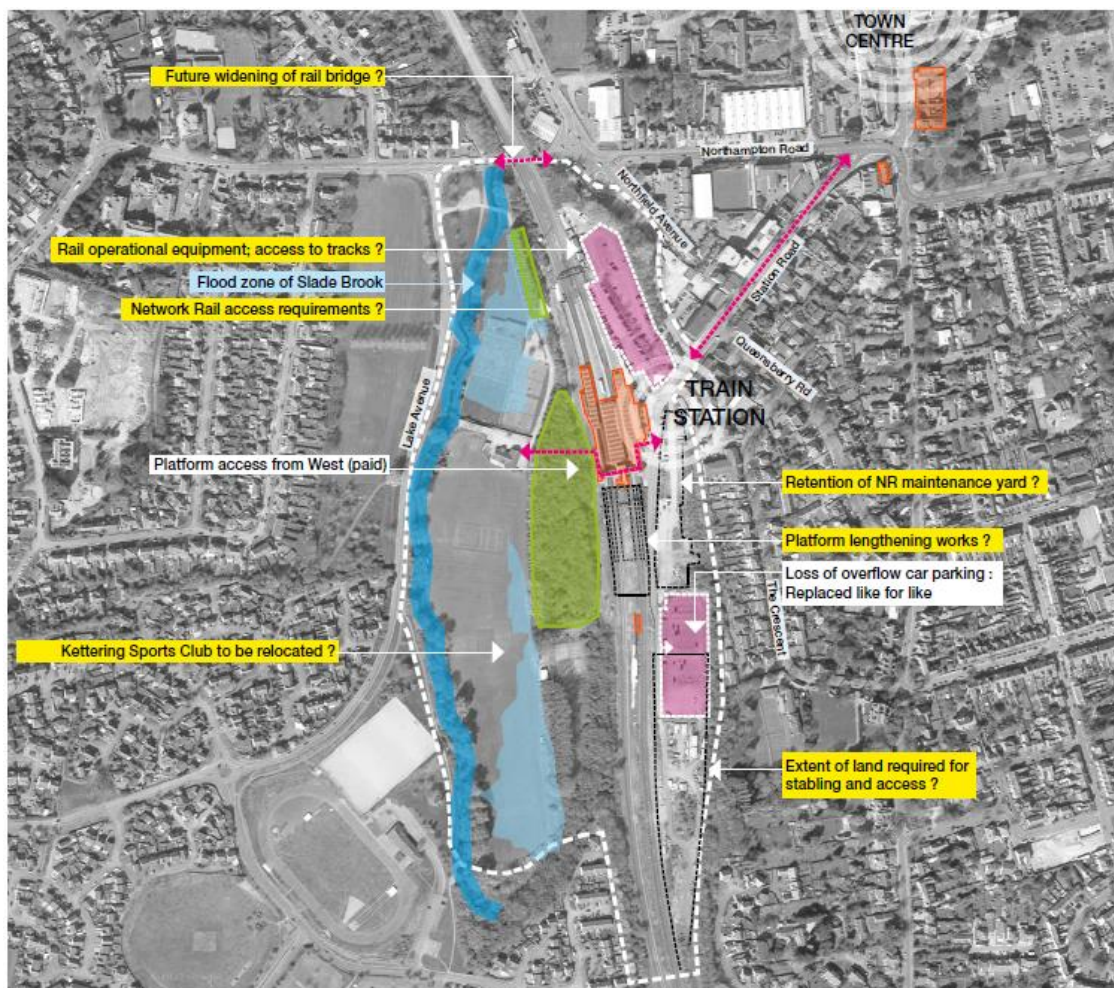 TOWN
CENTRE
Future widening of rail bridge ?
Northampton Road
Northfield Avenue
Rail operational equipment; access to tracks ?
Station Road
Flood zone of Slade Brook
Network Rail access requirements ?
Queensberry Rd
TRAIN
STATION
Lake Avenue
Platform access from West (paid)
Retention of NR maintenance yard ?
Platform lengthening works ?
Loss of overflow car parking :
Replaced like for like
The Crescent
Kettering Sports Club to be relocated ?
Extent of land required for
stabling and access ?